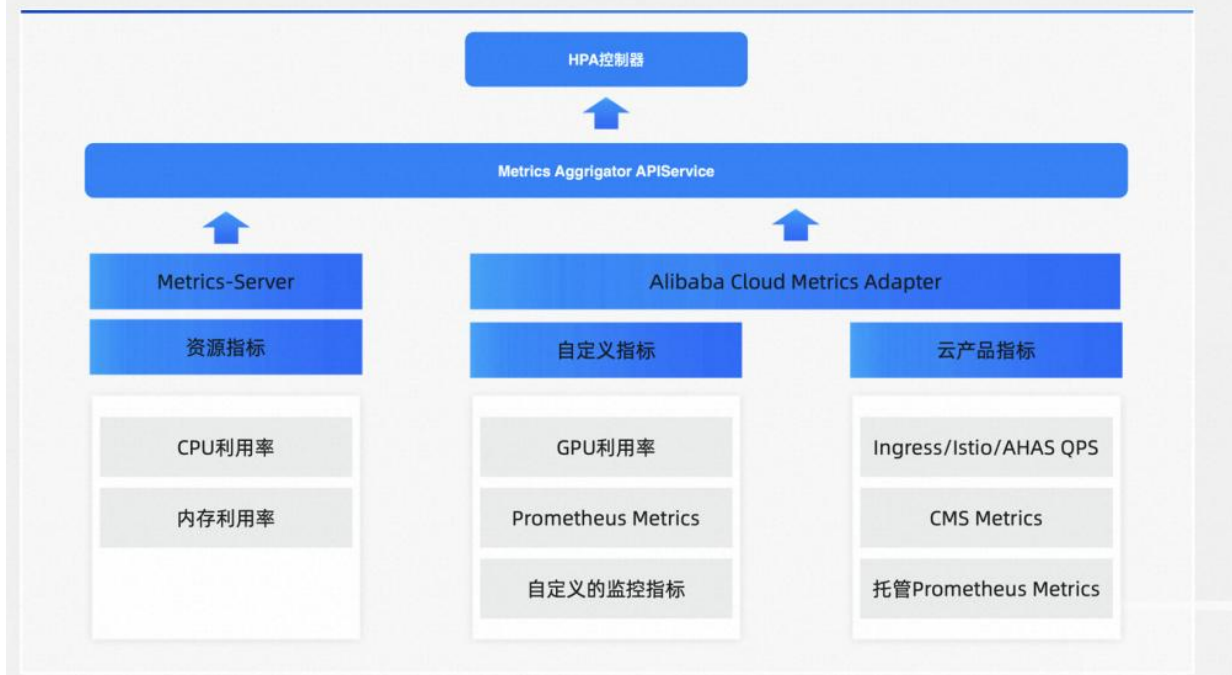 HPA控制器
Metrics Aggrigator APIService
Metrics-Server
Alibaba Cloud Metrics Adapter
资源指标
自定义指标
云产品指标
CPU利用率
GPU利用率
Ingress/Istio/AHAS QPS
内存利用率
Prometheus Metrics
CMS Metrics
自定义的监控指标
托管Prometheus Metrics